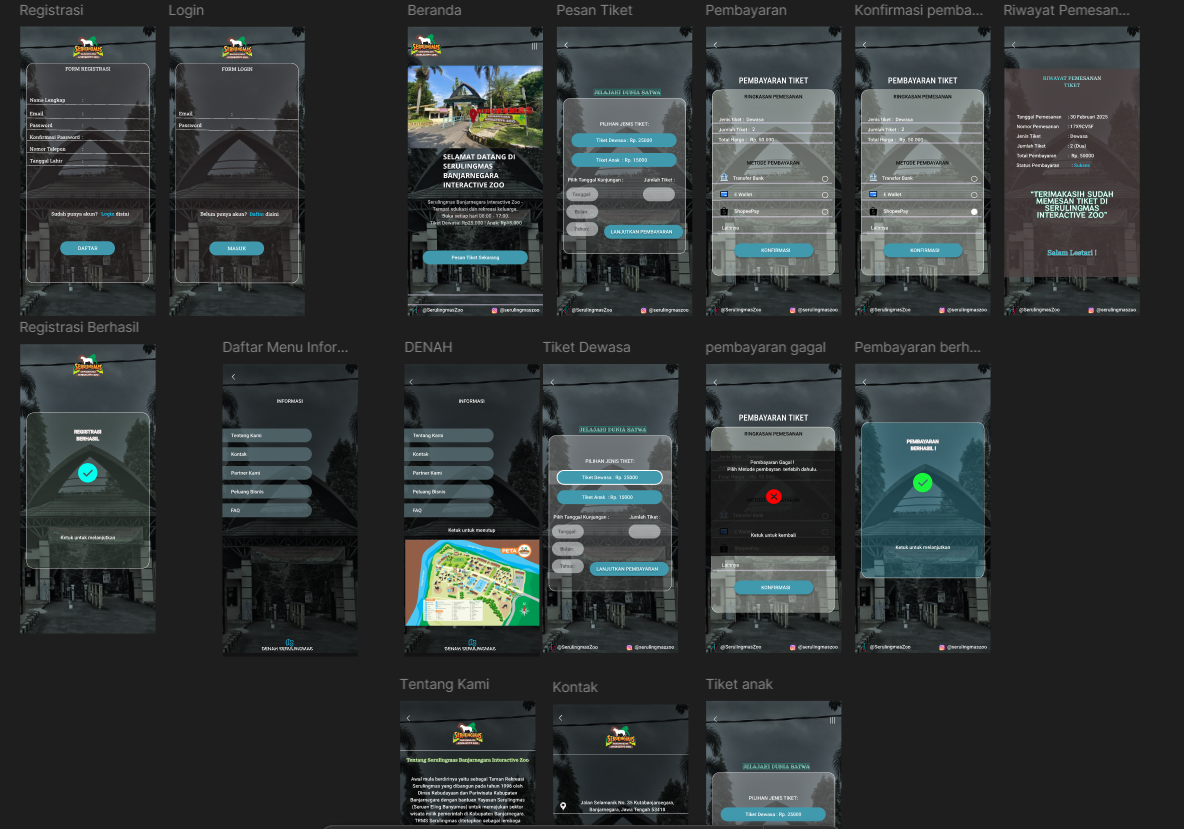 Registrasi
Login
Beranda
Pesan Tiket
Pembayaran
Konfirmasi pemba...
Riwayat Pemesan...
SERULINGMAS
FORM REGISTRASI
Nama Lengkap :
Email :
Password :
Konfirmasi Password :
Nomor Telepon :
Tanggal Lahir :
Sudah punya akun? Login disini
DAFTAR
SERULINGMAS
FORM LOGIN
Email :
Password
Belum punya akun? Daftar disini
MASUK
SERULINGMAS
SELAMAT DATANG DI
SERULINGMAS
BANJARNEGARA
INTERACTIVE ZOO
Serulingmas Banjarnegara Interactive Zoo -
Tempat edukasi dan rekreasi keluarga.
Buka setiap hari 08:00 - 17:00.
Tiket Dewasa: Rp25.000 | Anak: Rp15.000
Pesan Tiket Sekarang
@SerulingmasZoo
@serulingmaszoo
JELAJAHI DUNIA SATWA
PILIHAN JENIS TIKET:
Tiket Dewasa : Rp. 25000
Tiket Anak : Rp. 15000
Pilih Tanggal Kunjungan :
Jumlah Tiket :
Tanggal
Bulan
Tahun
LANJUTKAN PEMBAYARAN
@SerulingmasZoo
@serulingmaszoo
PEMBAYARAN TIKET
RINGKASAN PEMESANAN
Jenis Tiket : Dewasa
Jumlah Tiket : 2
Total Harga : Rp. 50.000
METODE PEMBAYARAN
Transfer Bank
E Wallet
ShopeePay
Lainnya
KONFIRMASI
@SerulingmasZoo
@serulingmaszoo
PEMBAYARAN TIKET
RINGKASAN PEMESANAN
Jenis Tiket : Dewasa
Jumlah Tiket : 2
Total Harga : Rp. 50.000
METODE PEMBAYARAN
Transfer Bank
E Wallet
ShopeePay
Lainnya
KONFIRMASI
@SerulingmasZoo
@serulingmaszoo
RIWAYAT PEMESANAN
TIKET
Tanggal Pemesanan : 30 Februari 2025
Nomor Pemesanan : 17X9CVSF
Jenis Tiket : Dewasa
Jumlah Tiket : 2 (Dua)
Total Pembayaran : Rp. 50000
Status Pembayaran : Sukses
"TERIMAKASIH SUDAH
MEMESAN TIKET DI
SERULINGMAS
INTERACTIVE ZOO"
Salam Lestari !
@SerulingmasZoo
@serulingmaszoo
Registrasi Berhasil
Daftar Menu Infor...
DENAH
Tiket Dewasa
pembayaran gagal
Pembayaran berh...
SERULINGMAS
REGISTRASI
BERHASIL
Ketuk untuk melanjutkan
INFORMASI
Tentang Kami
Kontak
Partner Kami
Peluang Bisnis
FAQ
DENAH SERULINGMAS
INFORMASI
Tentang Kami
Kontak
Partner Kami
Peluang Bisnis
FAQ
Ketuk untuk menutup
PETA
DENAH SERULINGMAS
JELAJAHI DUNIA SATWA
PILIHAN JENIS TIKET:
Tiket Dewasa : Rp. 25000
Tiket Anak : Rp. 15000
Pilih Tanggal Kunjungan :
Jumlah Tiket :
Tanggal
Bulan
Tahun
LANJUTKAN PEMBAYARAN
@SerulingmasZoo
@serulingmaszoo
PEMBAYARAN TIKET
RINGKASAN PEMESANAN
Pembayaran Gagal !
Pilih Metode pembayran terlebih dahulu.
Transfer Bank
E Wallet
ShopeePay
Ketuk untuk kembali
Lainnya
KONFIRMASI
@SerulingmasZoo
@serulingmaszoo
PEMBAYARAN
BERHASIL !
Ketuk untuk melanjutkan
Tentang Kami
Kontak
Tiket anak
SERULINGMAS
Tentang Serulingmas Banjarnegara Interactive Zoo
Awal mula berdirinya yaitu sebagai Taman Rekreasi
Serulingmas yang dibangun pada tahun 1996 oleh
Dinas Kebudayaan dan Pariwisata Kabupaten
Banjarnegara dengan bantuan Yayasan Serulingmas
(Seruan Eling Banyumas) untuk memajukan sektor
wisata milik pemerintah di Kabupaten Banjarnegara.
TRMS Serulingmas ditetapkan sebagai lembaga
SERULINGMAS
Jalan Selamanik No. 35 Kutabanjarnegara,
Banjarnegara, Jawa Tengah 53418
JELAJAHI DUNIA SATWA
PILIHAN JENIS TIKET:
Tiket Dewasa : Rp. 25000